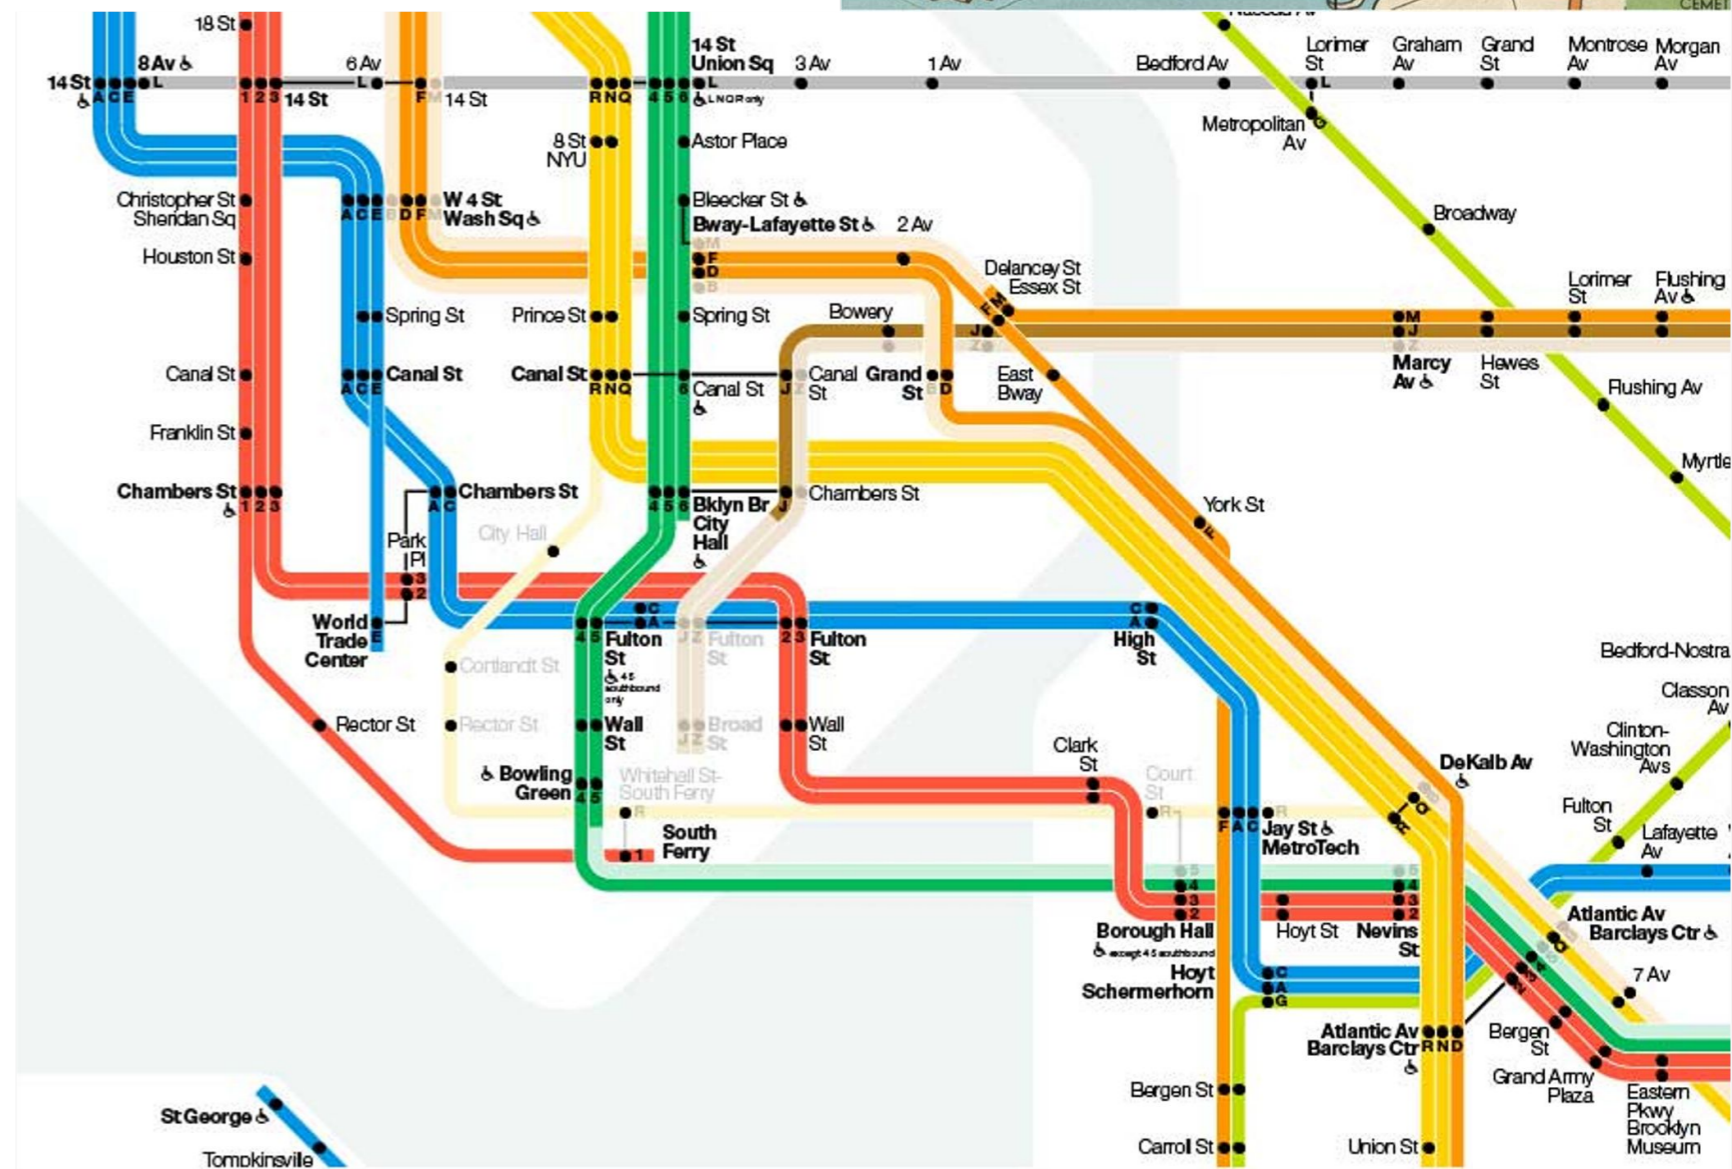 CEMET
18 St
14 St
8 Av
L
A C E
6 Av
L
1 2 3
14 St
F M
14 St
R N Q
4 5 6
14 St
Union Sq
L
L N Q R only
3 Av
1 Av
Bedford Av
Lorimer
St
L
G
Metropolitan
Av
Graham
Av
Grand
St
Montrose
Av
Morgan
Av
8 St
NYU
Astor Place
Christopher St
Sheridan Sq
A C E B D F M
W 4 St
Wash Sq
Bleecker St
Bway-Lafayette St
M
F
D
B
2 Av
Broadway
Houston St
Delancey St
Essex St
F M
J
Z
Spring St
Prince St
Spring St
Bowery
M
J
Z
Marcy
Av
Hewes
St
Lorimer
St
Flushing
Av
Canal St
A C E
Canal St
Canal St
R N Q
6
Canal St
J Z
Canal
St
Grand
St
B D
East
Bway
Flushing Av
Franklin St
Myrtle
Chambers St
1 2 3
A C
Chambers St
4 5 6
Bklyn Br
City
Hall
J
Chambers St
York St
F
City Hall
Park
Pl
3
2
World
Trade
Center
E
C
A
4 5
Fulton
St
4 5
southbound
only
J Z
Fulton
St
2 3
Fulton
St
C
A
High
St
Bedford-Nostra
Cortlandt St
Classon
Av
Rector St
Rector St
Wall
St
J Z
Broad
St
Wall
St
Clinton-
Washington
Avs
Clark
St
DeKalb Av
B
Q
R
Bowling
Green
4 5
Whitehall St-
South Ferry
R
Court
St
R
F A C
R
Jay St
MetroTech
Fulton
St
Lafayette
Av
South
Ferry
1
5
4
3
2
Borough Hall
except 4 5 southbound
Hoyt St
5
4
3
2
Nevins
St
Atlantic Av
Barclays Ctr
B
Q
5
4
3
2
Hoyt
Schermerhorn
C
A
G
7 Av
Atlantic Av
Barclays Ctr
R N D
Bergen
St
Grand Army
Plaza
Eastern
Pkwy
Brooklyn
Museum
Bergen St
Carroll St
Union St
St George
Tompkinsville